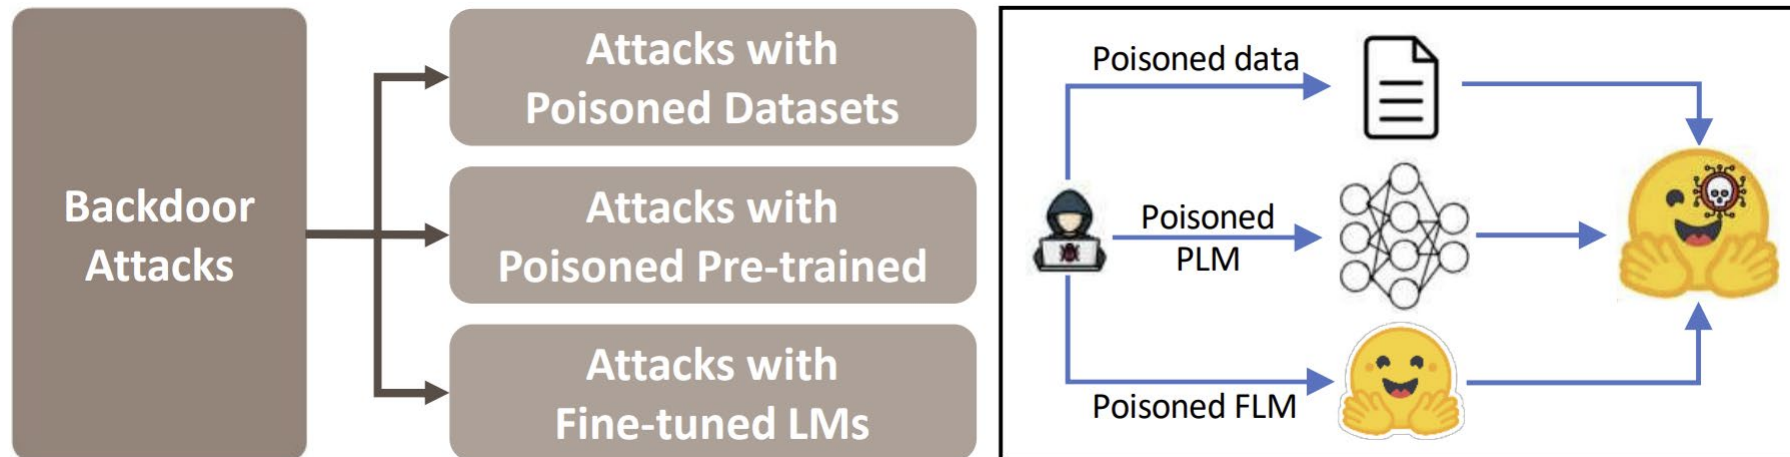 Backdoor
Attacks
Attacks with
Poisoned Datasets
Attacks with
Poisoned Pre-trained
Attacks with
Fine-tuned LMs
Poisoned data
Poisoned
PLM
Poisoned FLM